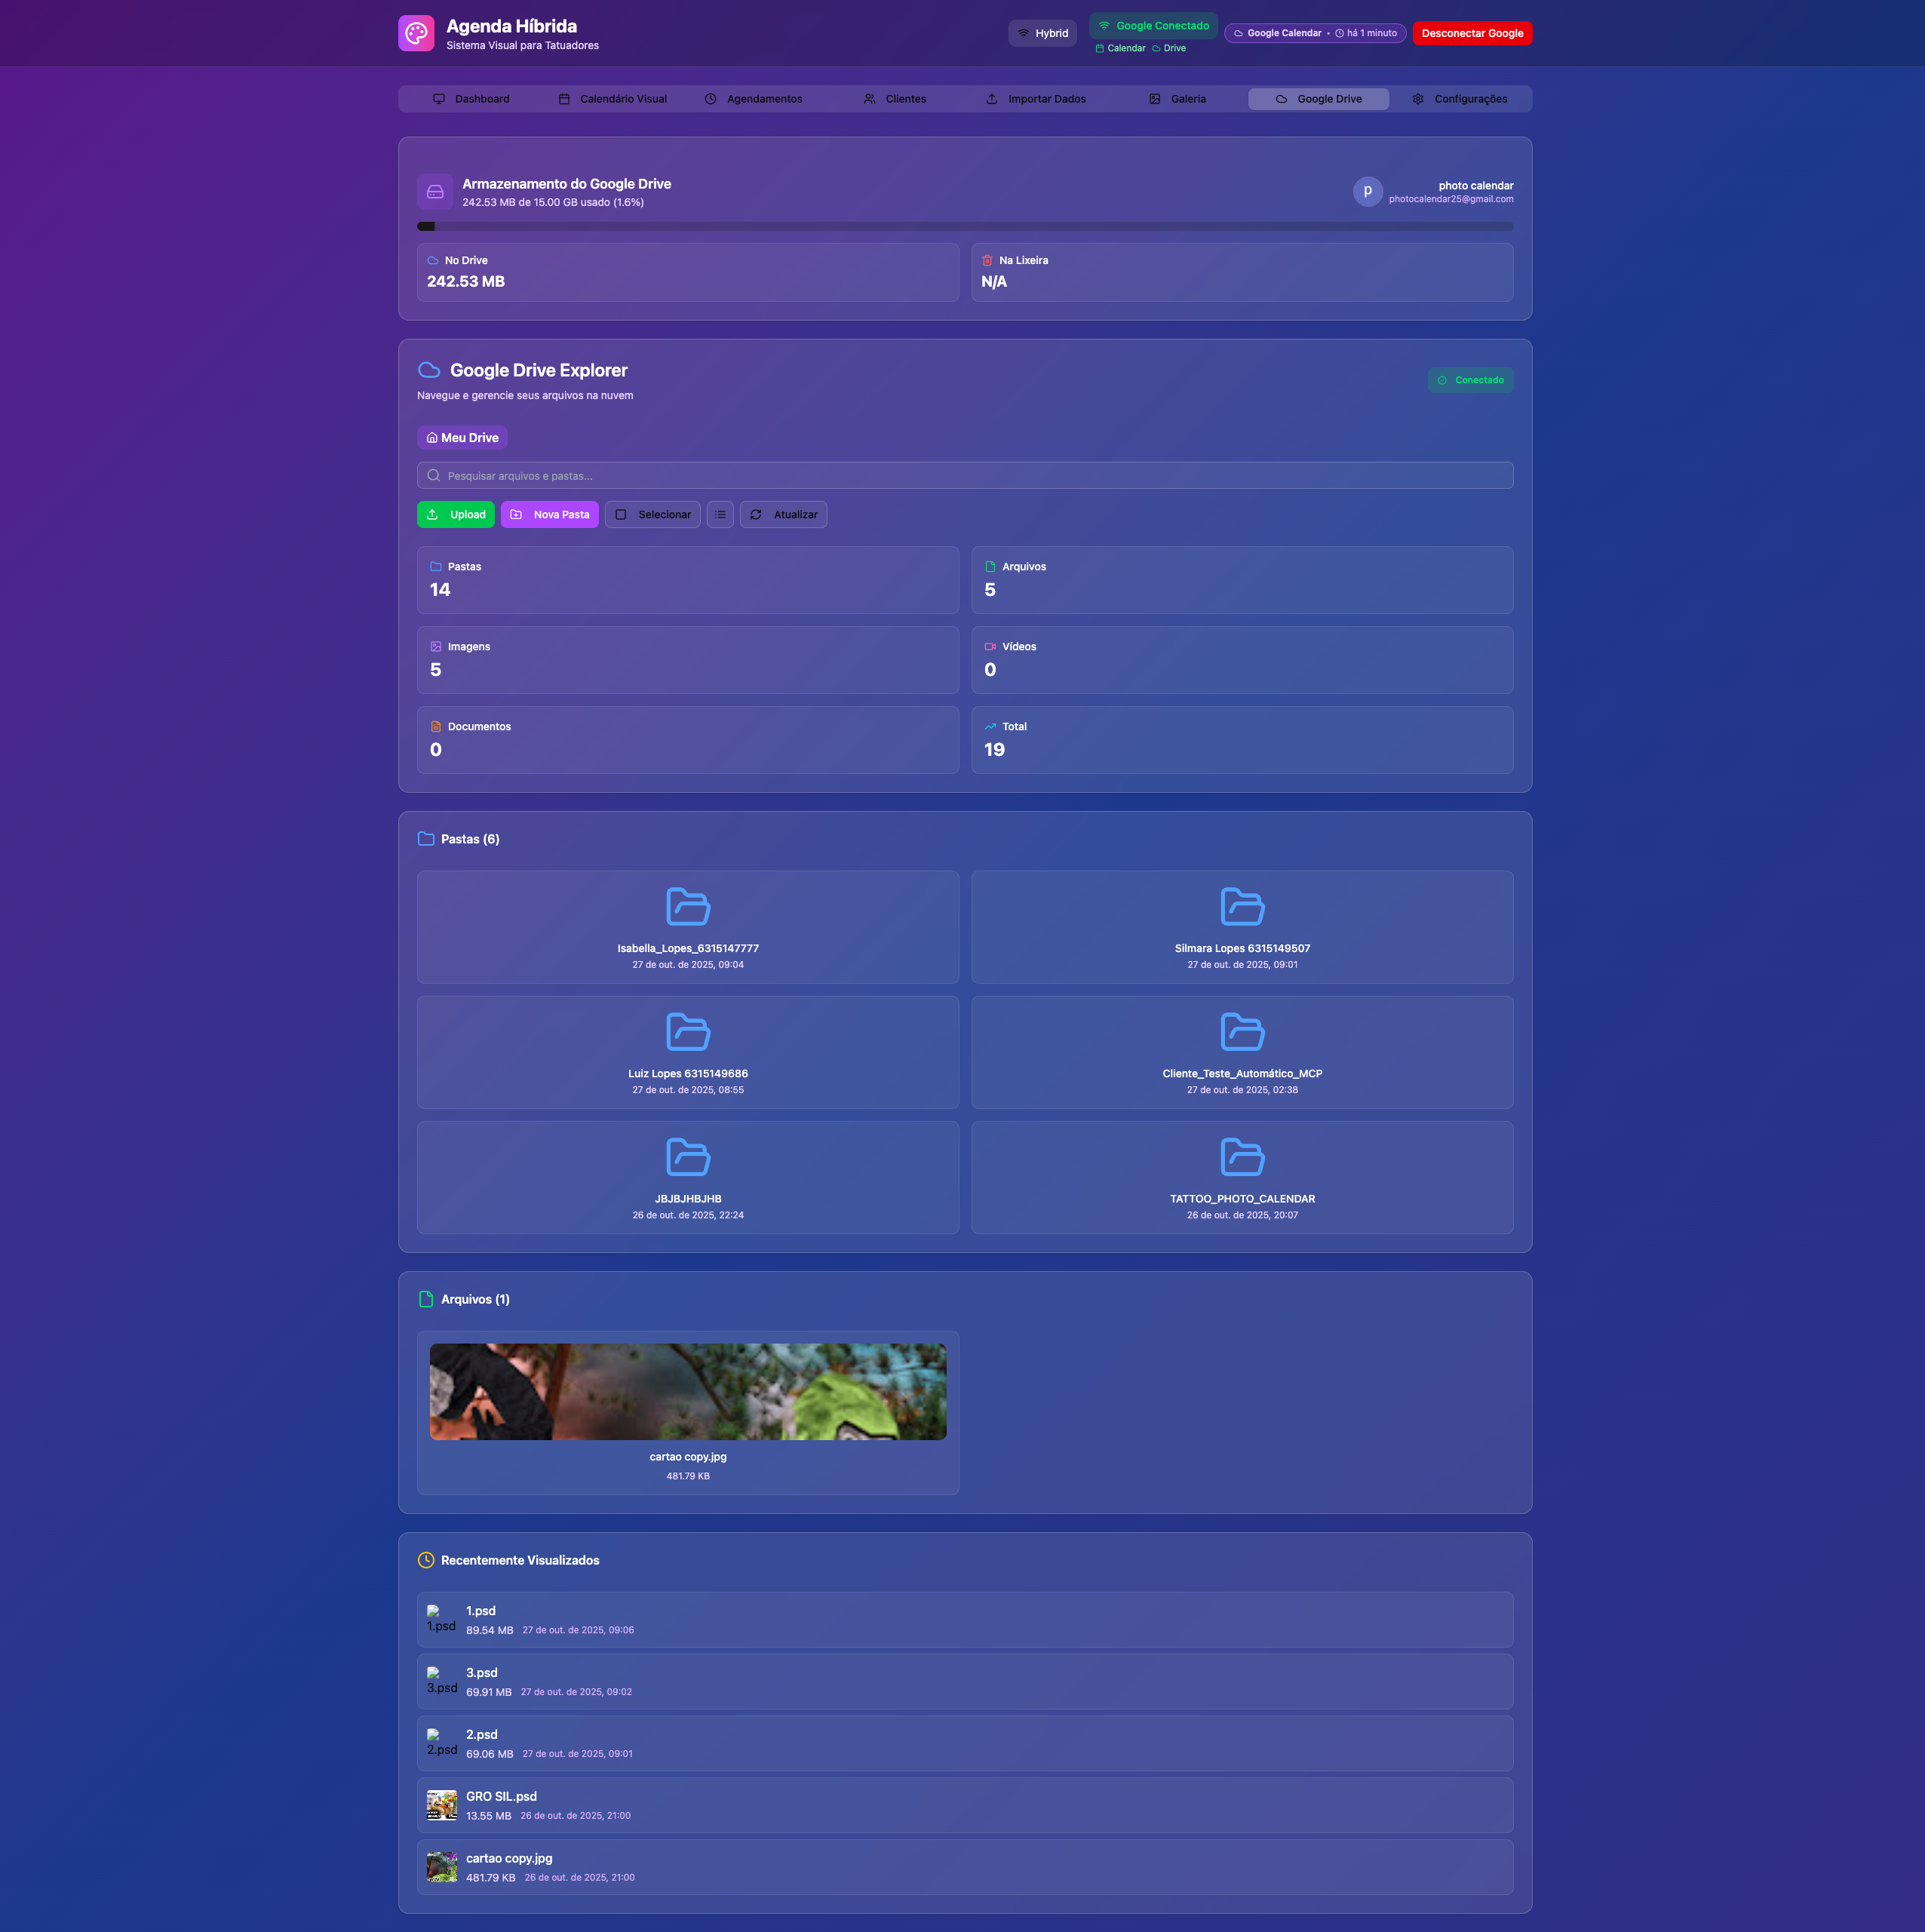 Agenda Híbrida
Sistema Visual para Tatuadores
Hybrid
Google Conectado
Calendar Drive
Google Calendar • há 1 minuto
Desconectar Google
Dashboard
Calendário Visual
Agendamentos
Clientes
Importar Dados
Galeria
Google Drive
Configurações
Armazenamento do Google Drive
242.53 MB de 15.00 GB usado (1.6%)
p
photo calendar
photocalendar25@gmail.com
No Drive
242.53 MB
Na Lixeira
N/A
Google Drive Explorer
Navegue e gerencie seus arquivos na nuvem
Conectado
Meu Drive
Pesquisar arquivos e pastas...
Upload
Nova Pasta
Selecionar
Atualizar
Pastas
14
Arquivos
5
Imagens
5
Vídeos
0
Documentos
0
Total
19
Pastas (6)
Isabella_Lopes_6315147777
27 de out. de 2025, 09:04
Silmara Lopes 6315149507
27 de out. de 2025, 09:01
Luiz Lopes 6315149686
27 de out. de 2025, 08:55
Cliente_Teste_Automático_MCP
27 de out. de 2025, 02:38
JBJBJHBJHB
26 de out. de 2025, 22:24
TATTOO_PHOTO_CALENDAR
26 de out. de 2025, 20:07
Arquivos (1)
cartao copy.jpg
481.79 KB
Recentemente Visualizados
1.psd
1.psd
89.54 MB 27 de out. de 2025, 09:06
3.psd
3.psd
69.91 MB 27 de out. de 2025, 09:02
2.psd
2.psd
69.06 MB 27 de out. de 2025, 09:01
GRO SIL.psd
13.55 MB 26 de out. de 2025, 21:00
cartao copy.jpg
481.79 KB 26 de out. de 2025, 21:00